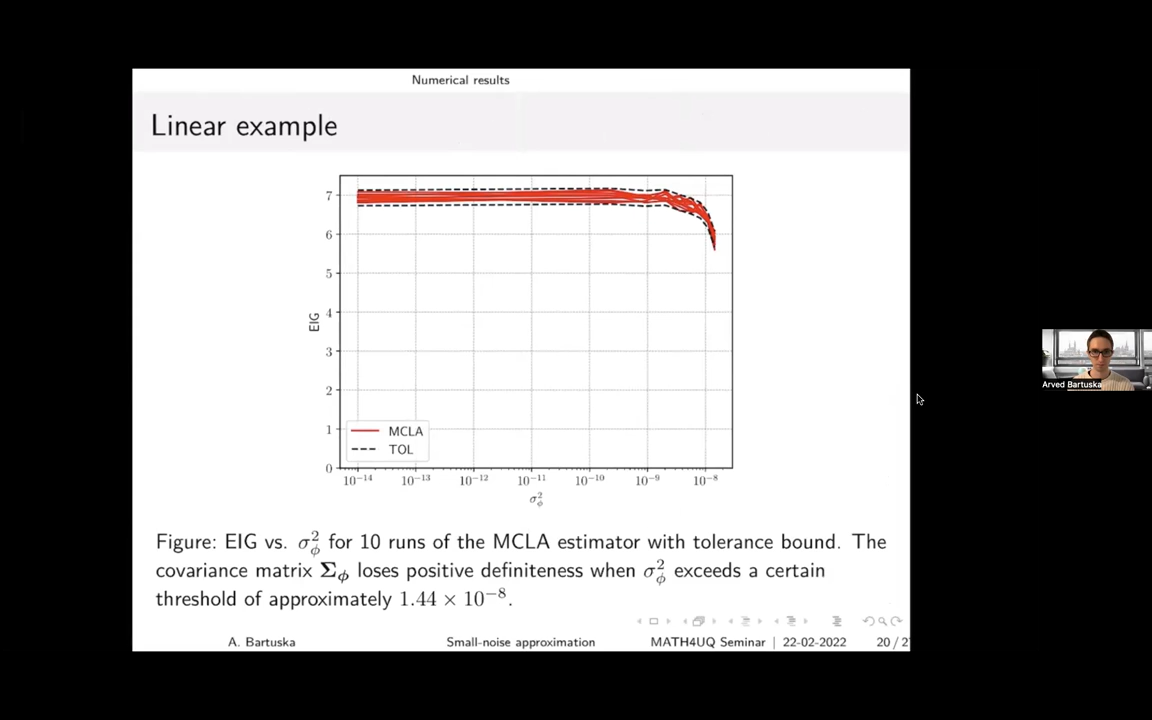 Numerical results
Linear example
7
6
5
4
3
2
1
0
EIG
MCLA
TOL
10⁻¹⁴ 10⁻¹³ 10⁻¹² 10⁻¹¹ 10⁻¹⁰ 10⁻⁹ 10⁻⁸
σ²_ϕ
Figure: EIG vs. σ²_ϕ for 10 runs of the MCLA estimator with tolerance bound. The
covariance matrix Σ_ϕ loses positive definiteness when σ²_ϕ exceeds a certain
threshold of approximately 1.44 × 10⁻⁸.
A. Bartuska Small-noise approximation MATH4UQ Seminar | 22-02-2022 20 / 2
Arved Bartuska